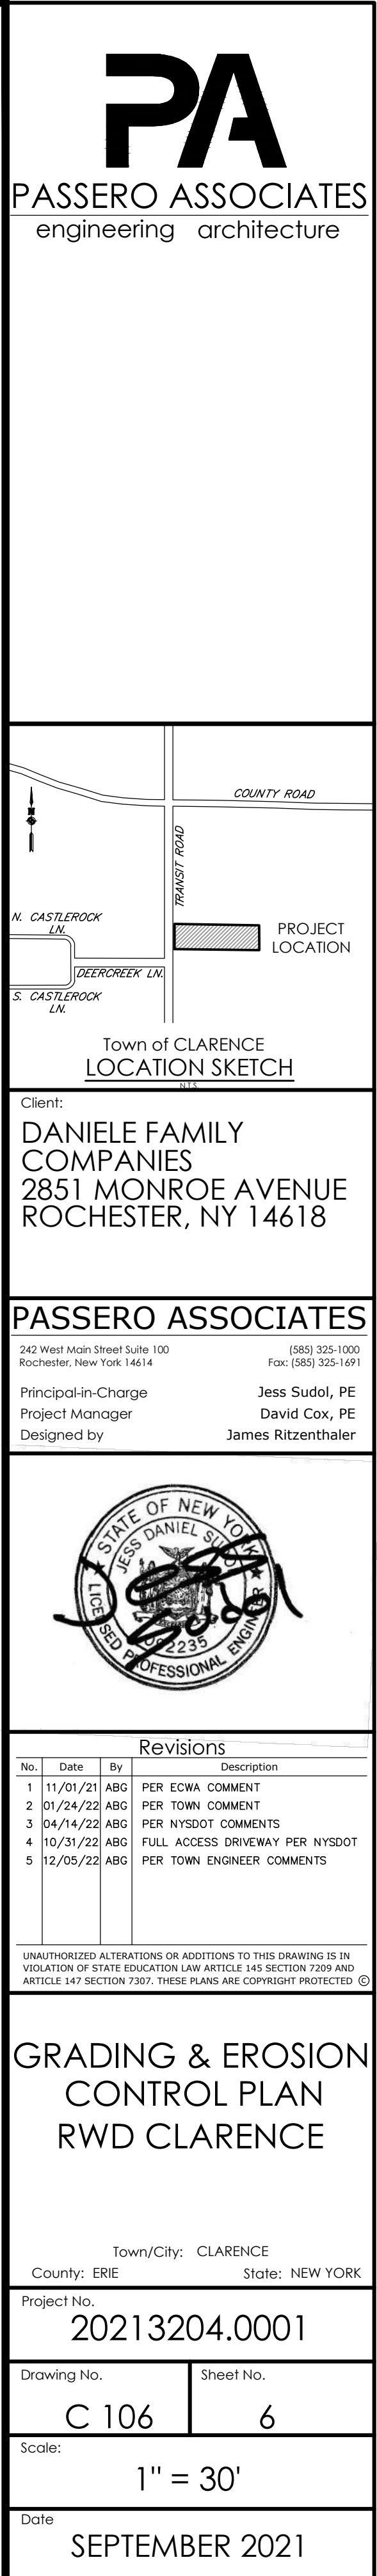 PA
PASSERO ASSOCIATES
engineering architecture
COUNTY ROAD
TRANSIT ROAD
N. CASTLEROCK
LN.
PROJECT
LOCATION
DEERCREEK LN.
S. CASTLEROCK
LN.
Town of CLARENCE
LOCATION SKETCH
N.T.S.
Client:
DANIELE FAMILY
COMPANIES
2851 MONROE AVENUE
ROCHESTER, NY 14618
PASSERO ASSOCIATES
242 West Main Street Suite 100 (585) 325-1000
Rochester, New York 14614 Fax: (585) 325-1691
Principal-in-Charge Jess Sudol, PE
Project Manager David Cox, PE
Designed by James Ritzenthaler
STATE OF NEW YORK
JESS DANIEL
LICENSED PROFESSIONAL ENGINEER
Jess
Sudol
Revisions
No. Date By Description
1 11/01/21 ABG PER ECWA COMMENT
2 01/24/22 ABG PER TOWN COMMENT
3 04/14/22 ABG PER NYSDOT COMMENTS
4 10/31/22 ABG FULL ACCESS DRIVEWAY PER NYSDOT
5 12/05/22 ABG PER TOWN ENGINEER COMMENTS
UNAUTHORIZED ALTERATIONS OR ADDITIONS TO THIS DRAWING IS IN
VIOLATION OF STATE EDUCATION LAW ARTICLE 145 SECTION 7209 AND
ARTICLE 147 SECTION 7307. THESE PLANS ARE COPYRIGHT PROTECTED ©
GRADING & EROSION
CONTROL PLAN
RWD CLARENCE
Town/City: CLARENCE
County: ERIE State: NEW YORK
Project No.
20213204.0001
Drawing No. Sheet No.
C 106 6
Scale:
1" = 30'
Date
SEPTEMBER 2021